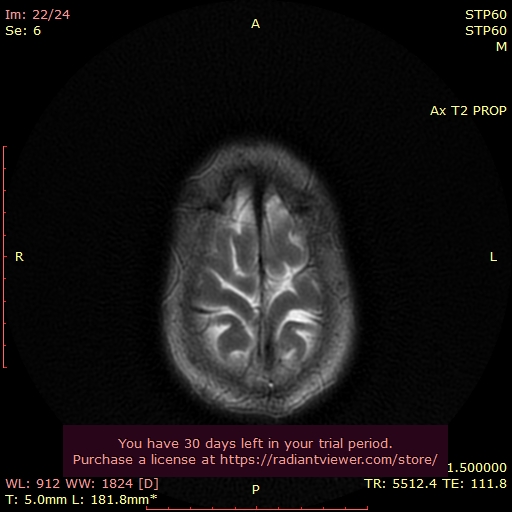 Im: 22/24
Se: 6
A
STP60
STP60
M
Ax T2 PROP
R
L
You have 30 days left in your trial period.
Purchase a license at https://radiantviewer.com/store/
1.500000
WL: 912 WW: 1824 [D]
TR: 5512.4 TE: 111.8
T: 5.0mm L: 181.8mm*
P